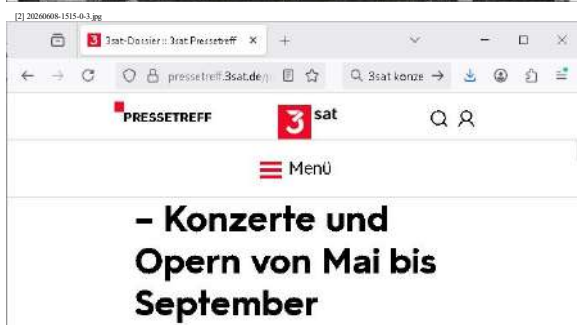 [2] 20260608-1515-0-3.jpg
3sat-Dossier :: 3sat Pressetreff
pressetreff.3sat.de/
3sat konze
PRESSETREFF
3 sat
Menü
– Konzerte und
Opern von Mai bis
September